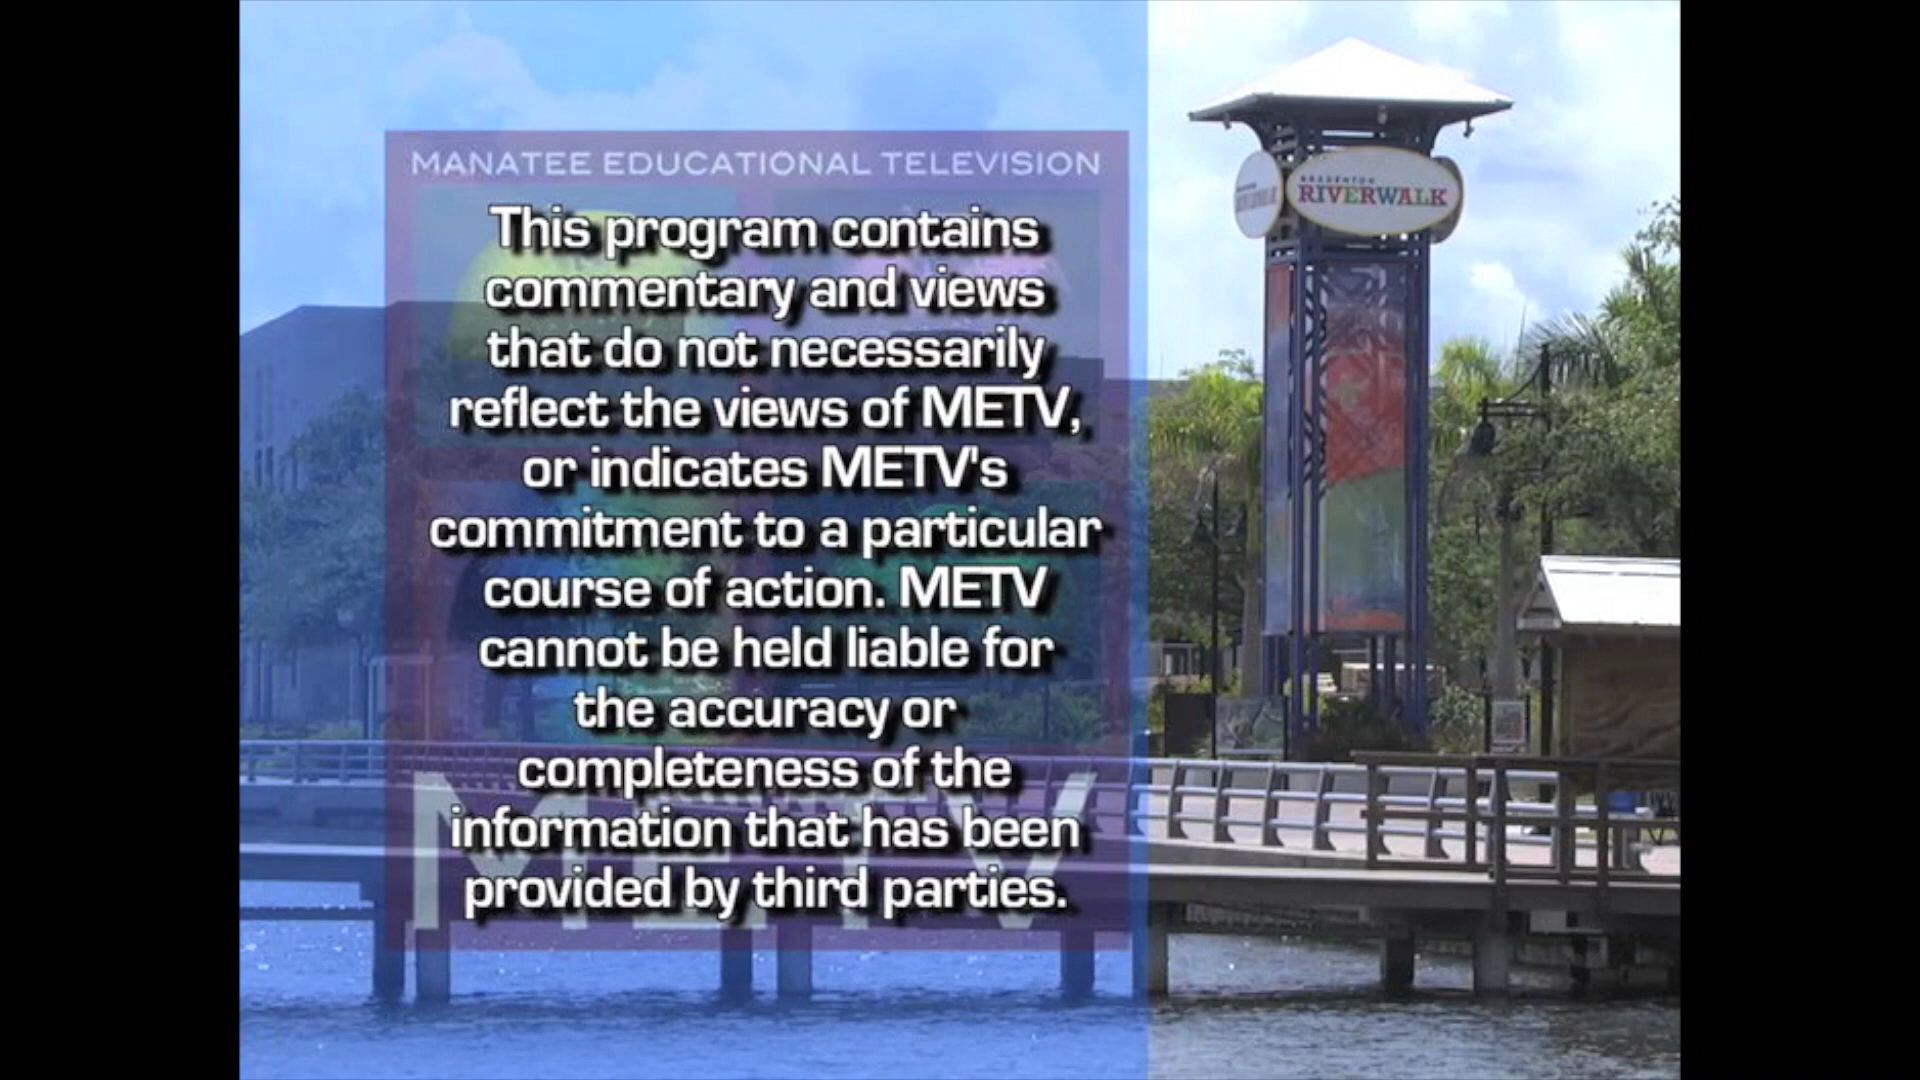 MANATEE EDUCATIONAL TELEVISION
This program contains
commentary and views
that do not necessarily
reflect the views of METV,
or indicates METV's
commitment to a particular
course of action. METV
cannot be held liable for
the accuracy or
completeness of the
information that has been
provided by third parties.
METV
BRADENTON
RIVERWALK